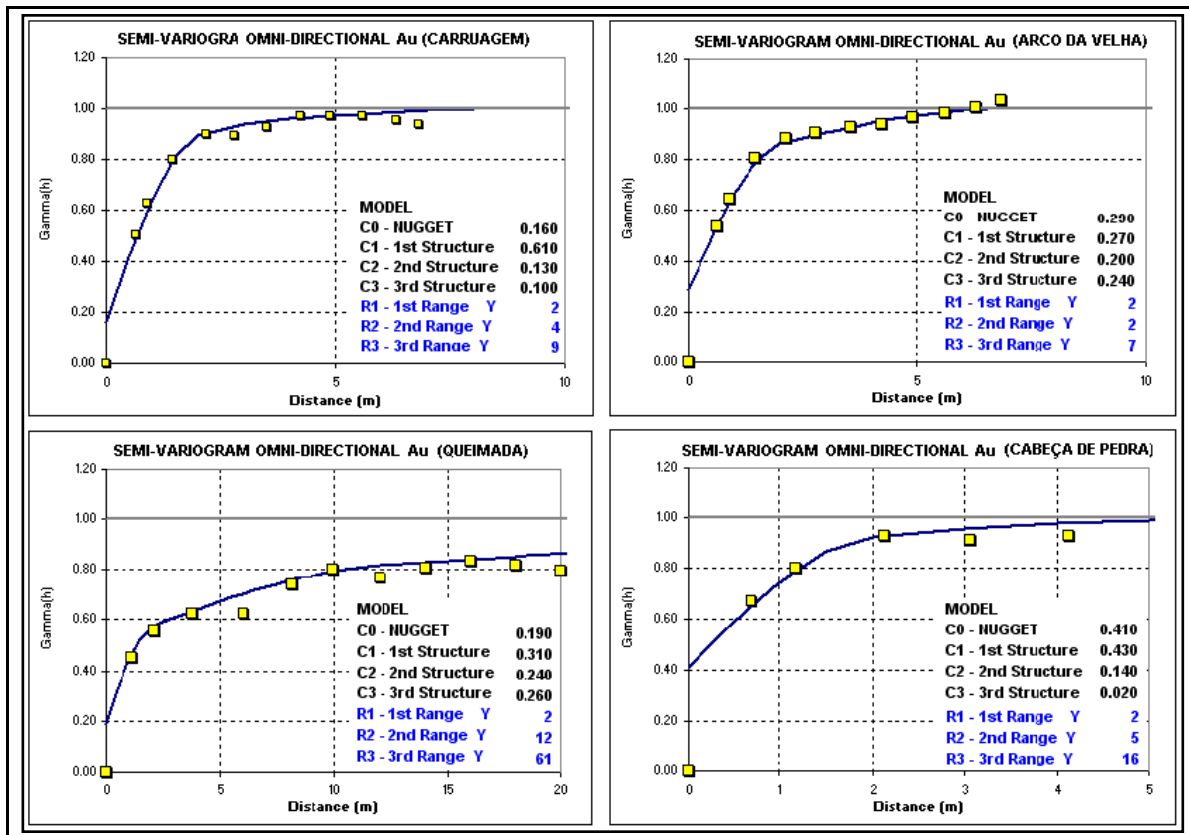 SEMI-VARIOGRA OMNI-DIRECTIONAL Au (CARRUAGEM)
1.20
1.00
0.80
0.60
0.40
0.20
0.00
Gamma(h)
MODEL
C0 - NUGGET 0.160
C1 - 1st Structure 0.610
C2 - 2nd Structure 0.130
C3 - 3rd Structure 0.100
R1 - 1st Range Y 2
R2 - 2nd Range Y 4
R3 - 3rd Range Y 9
0 5 10
Distance (m)
SEMI-VARIOGRAM OMNI-DIRECTIONAL Au (ARCO DA VELHA)
1.20
1.00
0.80
0.60
0.40
0.20
0.00
Gamma(h)
MODEL
C0 - NUGGET 0.290
C1 - 1st Structure 0.270
C2 - 2nd Structure 0.200
C3 - 3rd Structure 0.240
R1 - 1st Range Y 2
R2 - 2nd Range Y 2
R3 - 3rd Range Y 7
0 5 10
Distance (m)
SEMI-VARIOGRAM OMNI-DIRECTIONAL Au (QUEIMADA)
1.20
1.00
0.80
0.60
0.40
0.20
0.00
Gamma(h)
MODEL
C0 - NUGGET 0.190
C1 - 1st Structure 0.310
C2 - 2nd Structure 0.240
C3 - 3rd Structure 0.260
R1 - 1st Range Y 2
R2 - 2nd Range Y 12
R3 - 3rd Range Y 61
0 5 10 15 20
Distance (m)
SEMI-VARIOGRAM OMNI-DIRECTIONAL Au (CABEÇA DE PEDRA)
1.20
1.00
0.80
0.60
0.40
0.20
0.00
Gamma(h)
MODEL
C0 - NUGGET 0.410
C1 - 1st Structure 0.430
C2 - 2nd Structure 0.140
C3 - 3rd Structure 0.020
R1 - 1st Range Y 2
R2 - 2nd Range Y 5
R3 - 3rd Range Y 16
0 1 2 3 4 5
Distance (m)